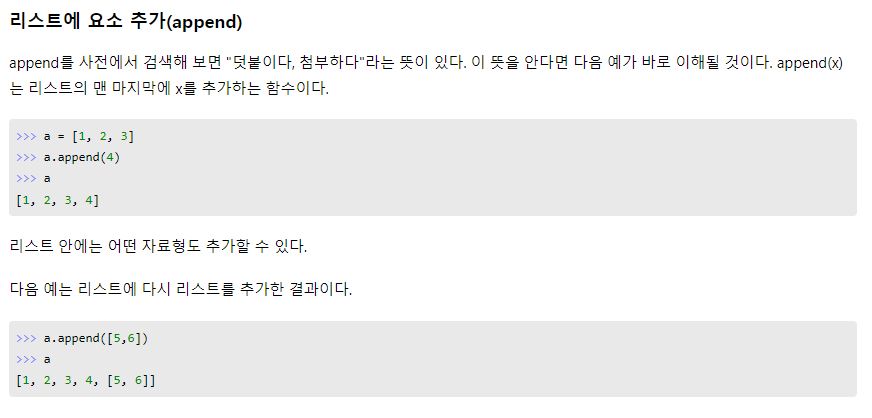 리스트에 요소 추가(append)
append를 사전에서 검색해 보면 "덧붙이다, 첨부하다"라는 뜻이 있다. 이 뜻을 안다면 다음 예가 바로 이해될 것이다. append(x)
는 리스트의 맨 마지막에 x를 추가하는 함수이다.
>>> a = [1, 2, 3]
>>> a.append(4)
>>> a
[1, 2, 3, 4]
리스트 안에는 어떤 자료형도 추가할 수 있다.
다음 예는 리스트에 다시 리스트를 추가한 결과이다.
>>> a.append([5,6])
>>> a
[1, 2, 3, 4, [5, 6]]